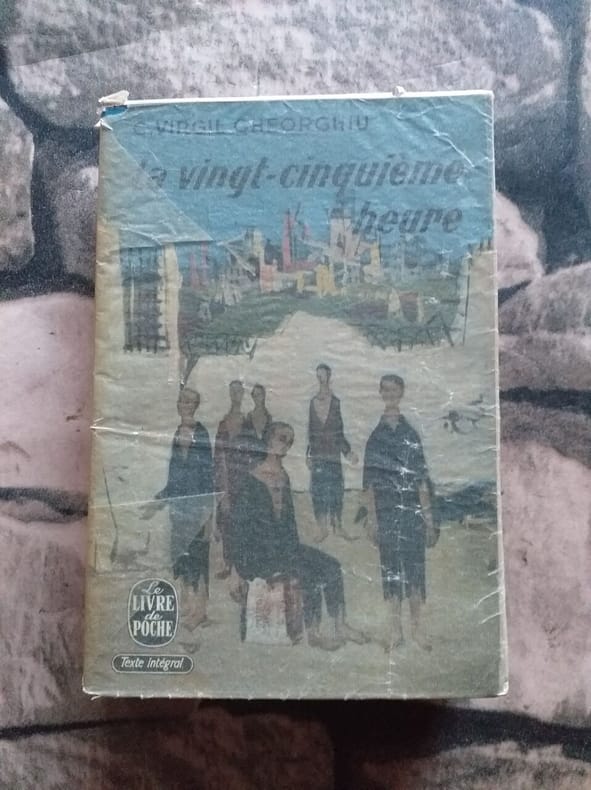 C. VIRGIL GHEORGHIU
la vingt-cinquième
heure
Le
LIVRE
de
POCHE
Texte intégral